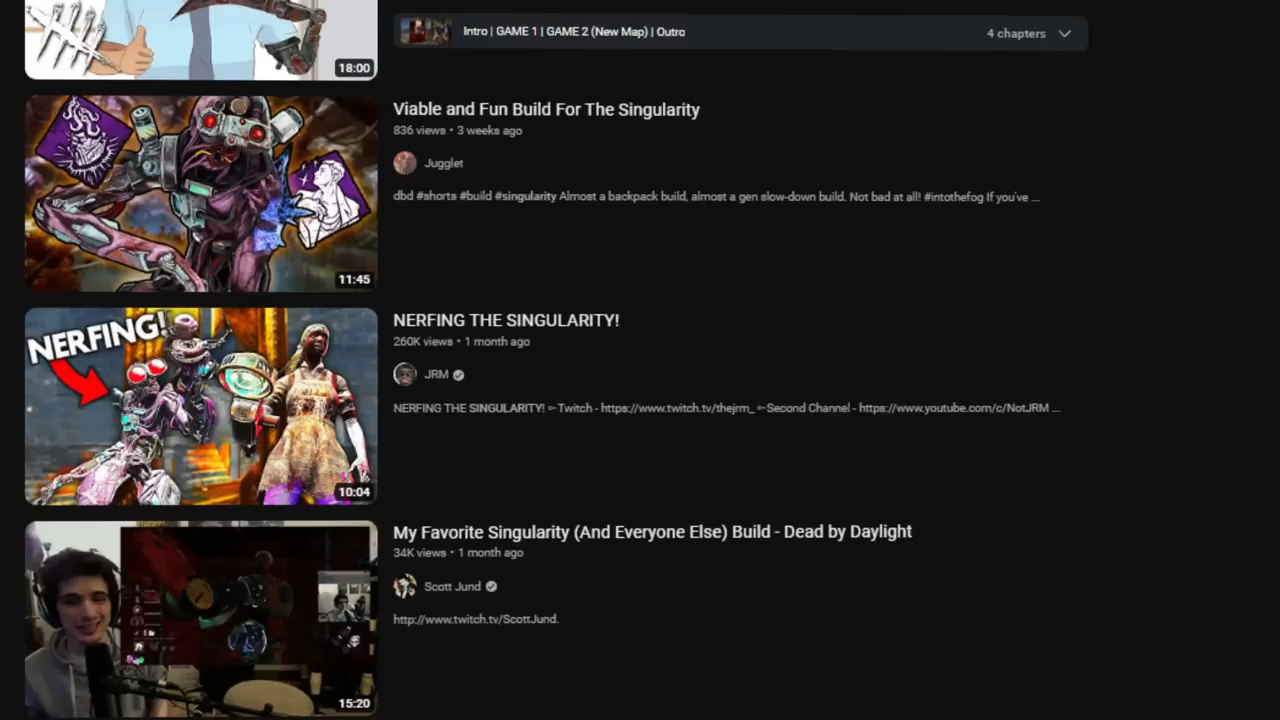 Intro | GAME 1 | GAME 2 (New Map) | Outro
4 chapters
18:00
Viable and Fun Build For The Singularity
836 views • 3 weeks ago
Jugglet
dbd #shorts #build #singularity Almost a backpack build, almost a gen slow-down build. Not bad at all! #intothefog If you've ...
11:45
NERFING!
NERFING THE SINGULARITY!
260K views • 1 month ago
JRM
NERFING THE SINGULARITY! ➳Twitch - https://www.twitch.tv/thejrm_ ➳Second Channel - https://www.youtube.com/c/NotJRM ...
10:04
My Favorite Singularity (And Everyone Else) Build - Dead by Daylight
34K views • 1 month ago
Scott Jund
http://www.twitch.tv/ScottJund.
15:20